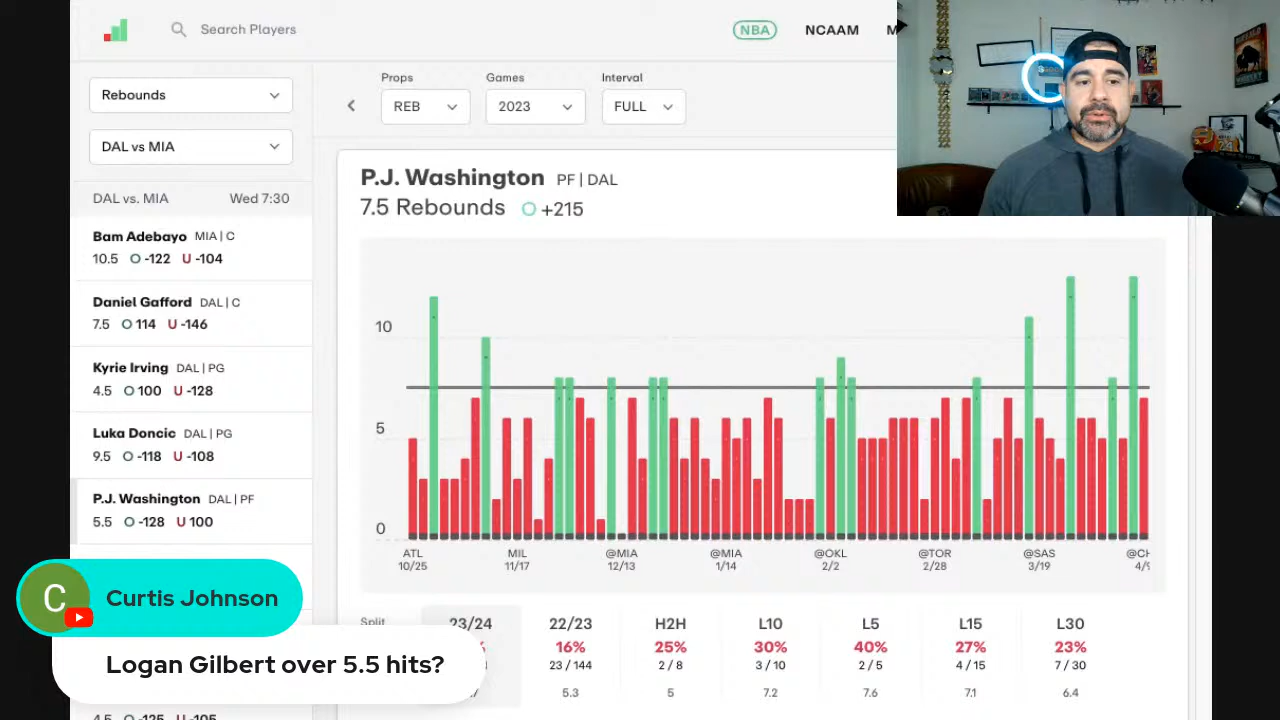 Search Players
NBA
NCAAM
M
Rebounds
DAL vs MIA
DAL vs. MIA Wed 7:30
Bam Adebayo MIA | C
10.5 O -122 U -104
Daniel Gafford DAL | C
7.5 O 114 U -146
Kyrie Irving DAL | PG
4.5 O 100 U -128
Luka Doncic DAL | PG
9.5 O -118 U -108
P.J. Washington DAL | PF
5.5 O -128 U 100
Props Games Interval
REB 2023 FULL
P.J. Washington PF | DAL
7.5 Rebounds O +215
10
5
0
ATL MIL @MIA @MIA @OKL @TOR @SAS @CH
10/25 11/17 12/13 1/14 2/2 2/28 3/19 4/9
Split 23/24 22/23 H2H L10 L5 L15 L30
% 16% 25% 30% 40% 27% 23%
23 / 144 2 / 8 3 / 10 2 / 5 4 / 15 7 / 30
5.3 5 7.2 7.6 7.1 6.4
C
Curtis Johnson
Logan Gilbert over 5.5 hits?
4.5 O -125 U -105